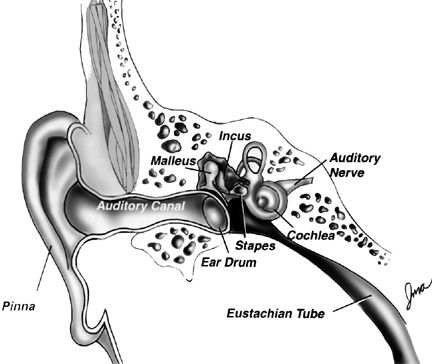 Incus
Malleus
Auditory
Nerve
Auditory Canal
Cochlea
Stapes
Ear Drum
Pinna
Eustachian Tube